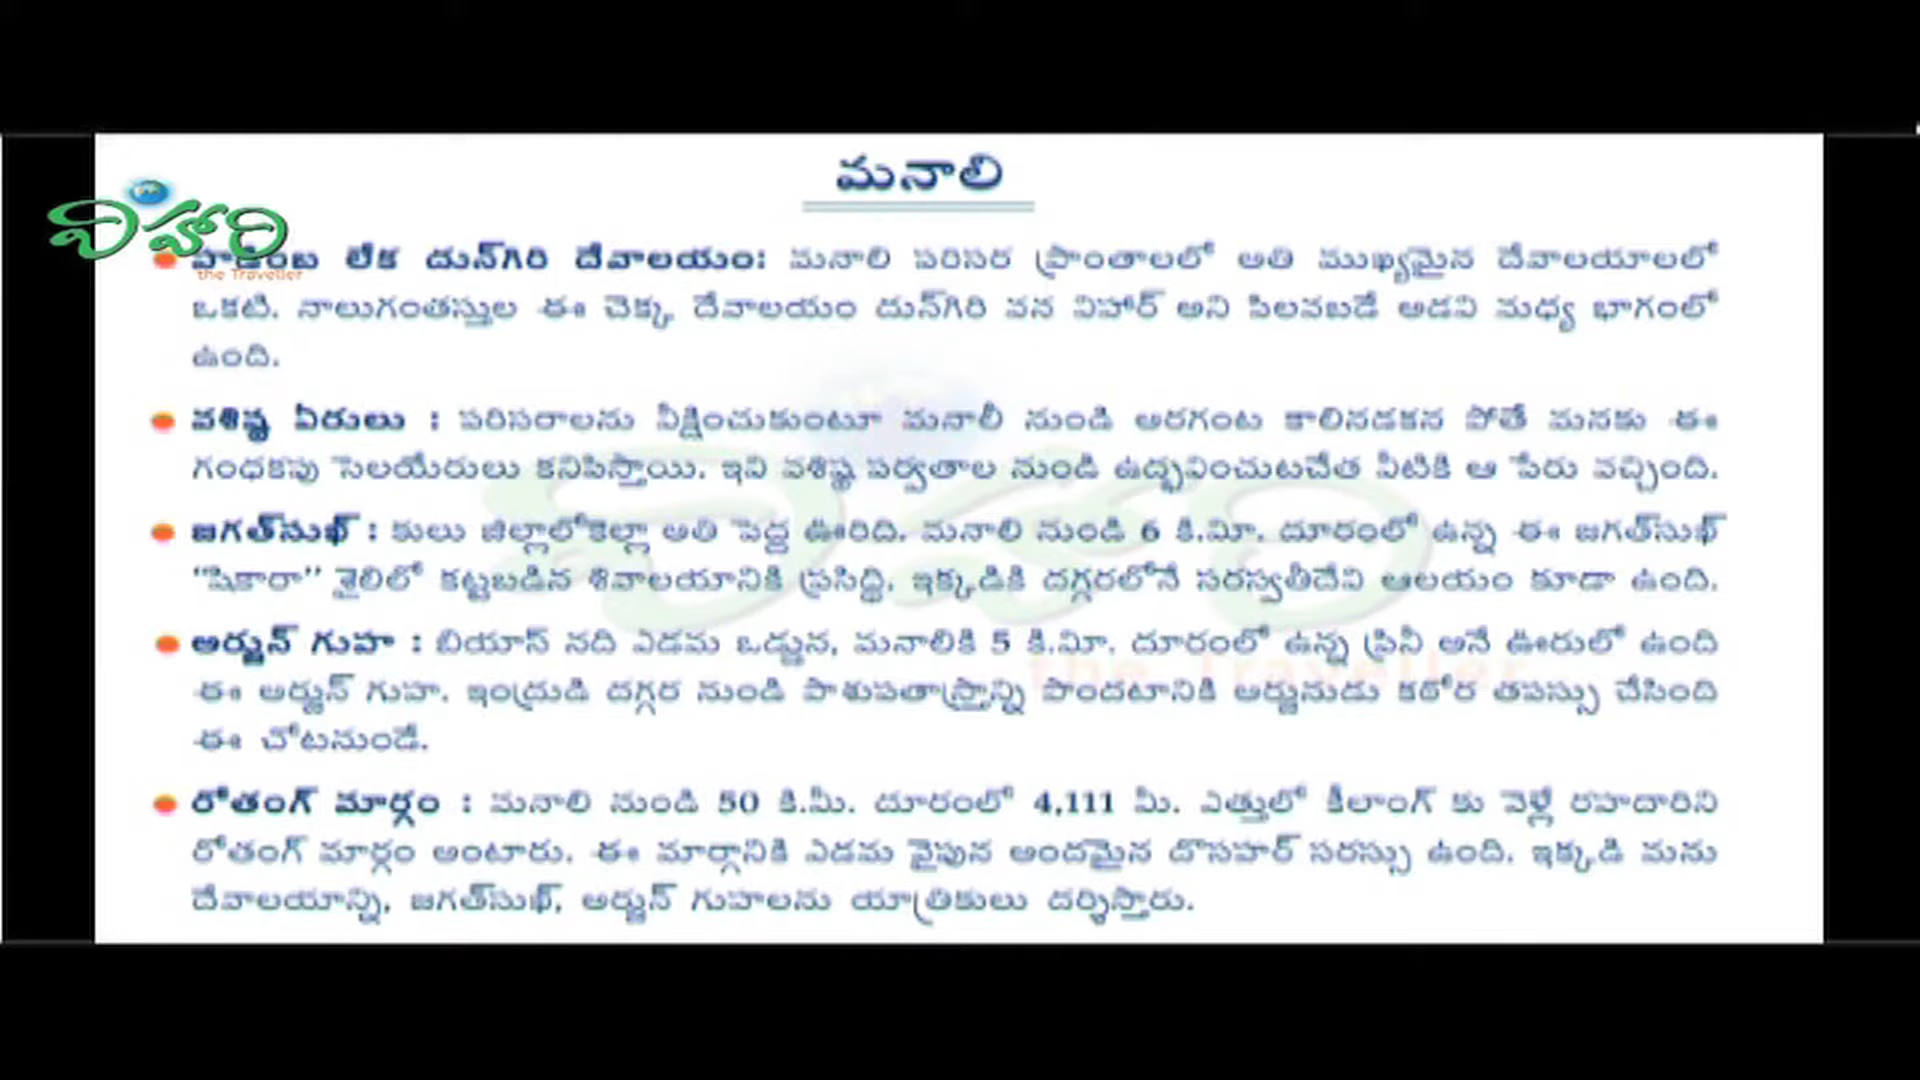 మనాలి
విహారి
the Traveller
లేక దున్‌గిరి దేవాలయం: మనాలి పరిసర ప్రాంతాలలో అతి ముఖ్యమైన దేవాలయాలలో
ఒకటి. నాలుగంతస్తుల ఈ చెక్క దేవాలయం దున్‌గిరి వన విహార్ అని పిలవబడే అడవి మధ్య భాగంలో
ఉంది.
వశిష్ట ఏరులు : పరిసరాలను వీక్షించుకుంటూ మనాలీ నుండి అరగంట కాలినడకన పోతే మనకు ఈ
గంధకపు సెలయేరులు కనిపిస్తాయి. ఇవి వశిష్ట పర్వతాల నుండి ఉద్భవించుటచేత వీటికి ఆ పేరు వచ్చింది.
జగత్‌సుఖ్ : కులు జిల్లాలోకెల్లా అతి పెద్ద ఊరిది. మనాలి నుండి 6 కి.మీ. దూరంలో ఉన్న ఈ జగత్‌సుఖ్
‘‘షికారా’’ శైలిలో కట్టబడిన శివాలయానికి ప్రసిద్ధి. ఇక్కడికి దగ్గరలోనే సరస్వతీదేవి ఆలయం కూడా ఉంది.
అర్జున్ గుహ : బియాస్ నది ఎడమ ఒడ్డున, మనాలికి 5 కి.మీ. దూరంలో ఉన్న ప్రినీ అనే ఊరులో ఉంది
ఈ అర్జున్ గుహ. ఇంద్రుడి దగ్గర నుండి పాశుపతాస్త్రాన్ని పొందటానికి అర్జునుడు కఠోర తపస్సు చేసింది
ఈ చోటనుండే.
రోతంగ్ మార్గం : మనాలి నుండి 50 కి.మీ. దూరంలో 4,111 మీ. ఎత్తులో కీలాంగ్ కు వెళ్లే రహదారిని
రోతంగ్ మార్గం అంటారు. ఈ మార్గానికి ఎడమ వైపున అందమైన దొసహర్ సరస్సు ఉంది. ఇక్కడి మను
దేవాలయాన్ని, జగత్‌సుఖ్, అర్జున్ గుహలను యాత్రికులు దర్శిస్తారు.